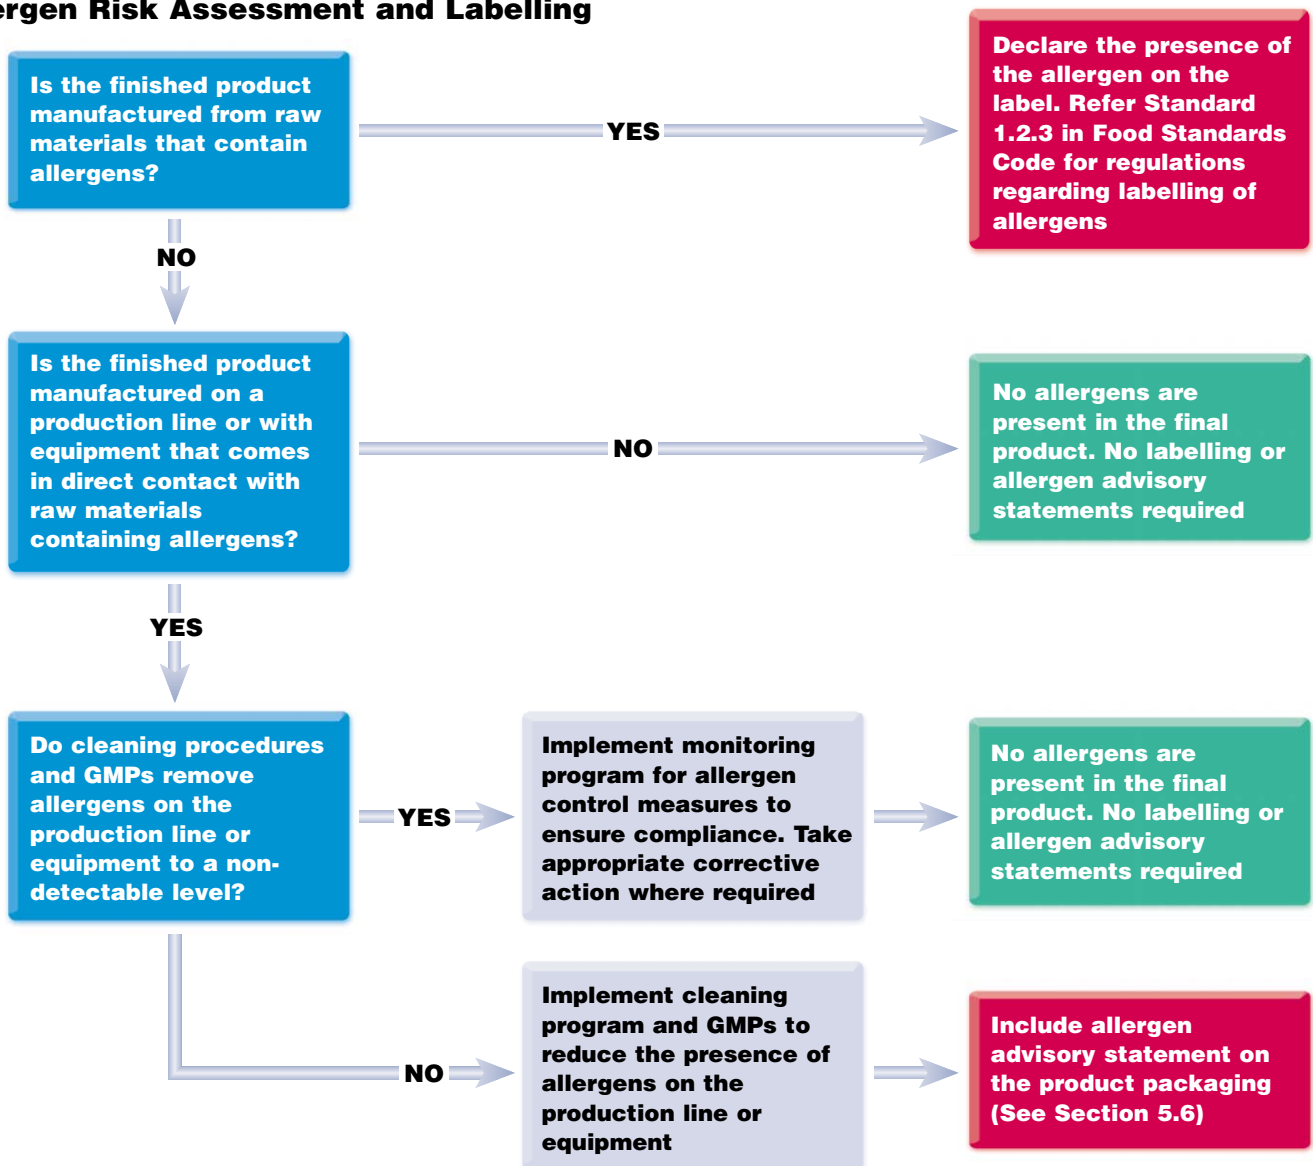 ergen Risk Assessment and Labelling
Is the finished product
manufactured from raw
materials that contain
allergens?
YES
Declare the presence of
the allergen on the
label. Refer Standard
1.2.3 in Food Standards
Code for regulations
regarding labelling of
allergens
NO
Is the finished product
manufactured on a
production line or with
equipment that comes
in direct contact with
raw materials
containing allergens?
NO
No allergens are
present in the final
product. No labelling or
allergen advisory
statements required
YES
Do cleaning procedures
and GMPs remove
allergens on the
production line or
equipment to a non-
detectable level?
YES
Implement monitoring
program for allergen
control measures to
ensure compliance. Take
appropriate corrective
action where required
No allergens are
present in the final
product. No labelling or
allergen advisory
statements required
NO
Implement cleaning
program and GMPs to
reduce the presence of
allergens on the
production line or
equipment
Include allergen
advisory statement on
the product packaging
(See Section 5.6)